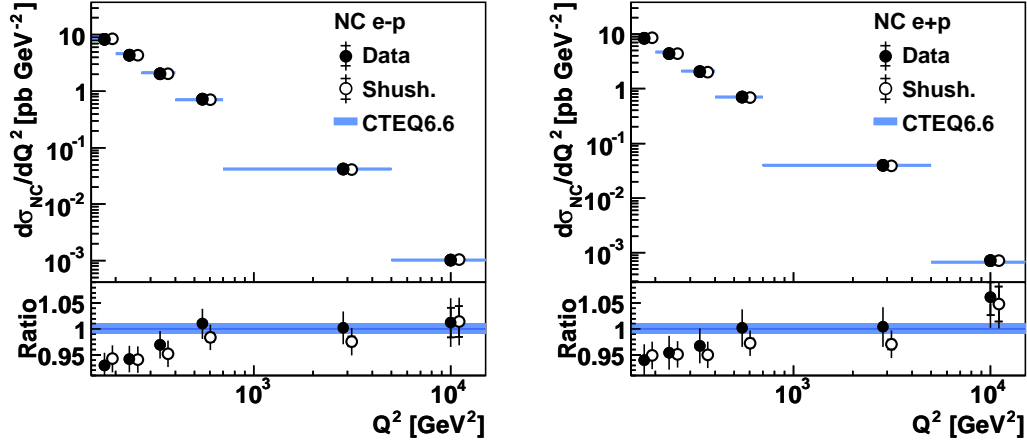 NC e-p
Data
Shush.
CTEQ6.6
dσNC/dQ² [pb GeV⁻²]
10
1
10⁻¹
10⁻²
10⁻³
Ratio
1.05
1
0.95
10³
10⁴
Q² [GeV²]
NC e+p
Data
Shush.
CTEQ6.6
dσNC/dQ² [pb GeV⁻²]
10
1
10⁻¹
10⁻²
10⁻³
Ratio
1.05
1
0.95
10³
10⁴
Q² [GeV²]